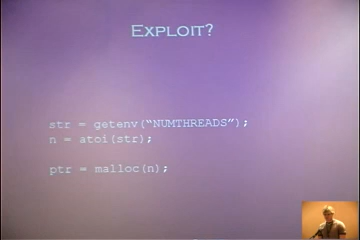 EXPLOIT?
str = getenv("NUMTHREADS");
n = atoi(str);
ptr = malloc(n);